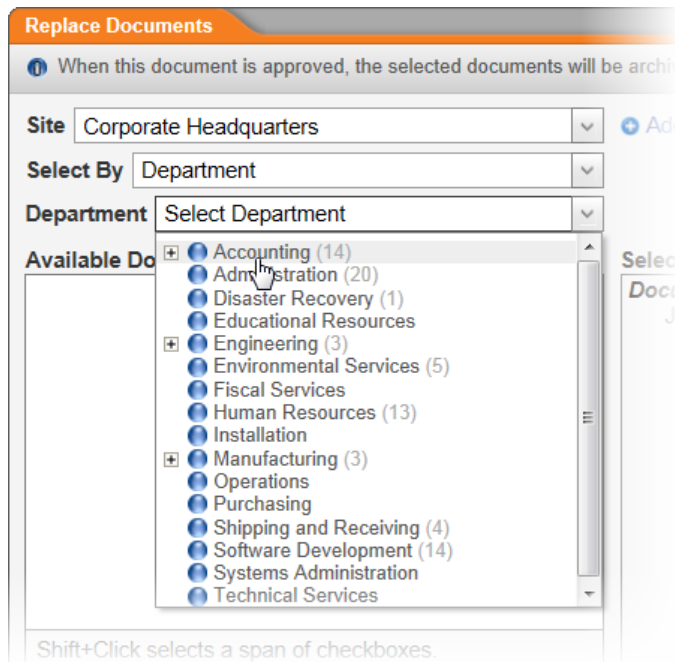 Replace Documents
When this document is approved, the selected documents will be archi
Site Corporate Headquarters
Ad
Select By Department
Department Select Department
Available Do
Selec
Docu
J
Accounting (14)
Administration (20)
Disaster Recovery (1)
Educational Resources
Engineering (3)
Environmental Services (5)
Fiscal Services
Human Resources (13)
Installation
Manufacturing (3)
Operations
Purchasing
Shipping and Receiving (4)
Software Development (14)
Systems Administration
Technical Services
Shift+Click selects a span of checkboxes.